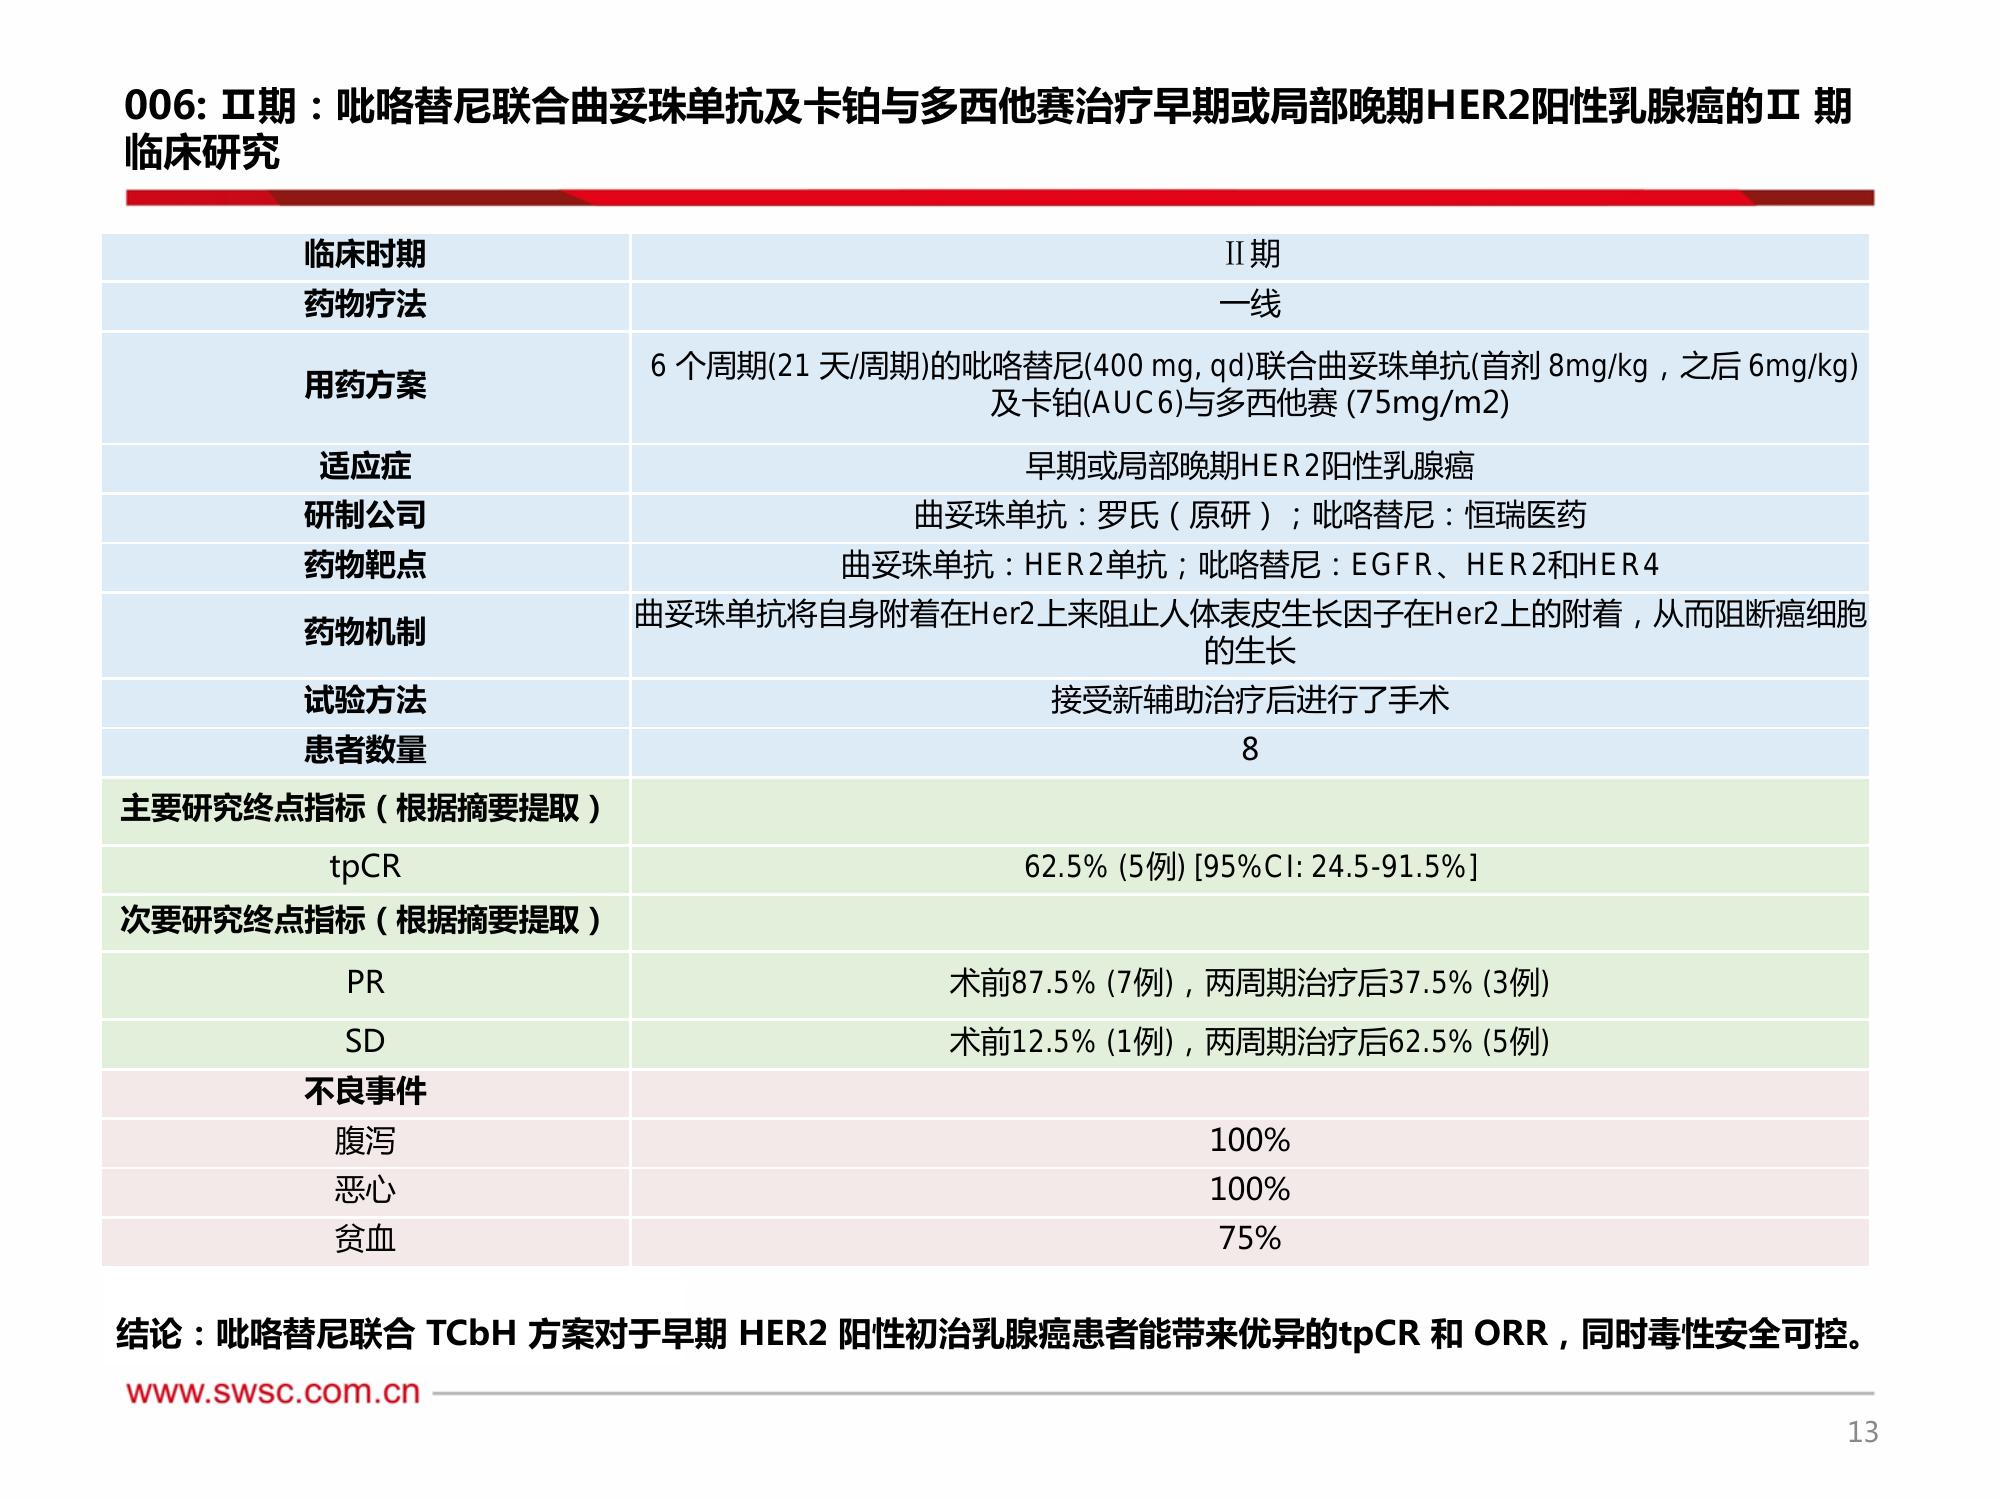 006: Ⅱ期：吡咯替尼联合曲妥珠单抗及卡铂与多西他赛治疗早期或局部晚期HER2阳性乳腺癌的Ⅱ 期
临床研究
临床时期 Ⅱ期
药物疗法 一线
用药方案 6 个周期(21 天/周期)的吡咯替尼(400 mg, qd)联合曲妥珠单抗(首剂 8mg/kg，之后 6mg/kg)
及卡铂(AUC6)与多西他赛 (75mg/m2)
适应症 早期或局部晚期HER2阳性乳腺癌
研制公司 曲妥珠单抗：罗氏（原研）；吡咯替尼：恒瑞医药
药物靶点 曲妥珠单抗：HER2单抗；吡咯替尼：EGFR、HER2和HER4
药物机制 曲妥珠单抗将自身附着在Her2上来阻止人体表皮生长因子在Her2上的附着，从而阻断癌细胞
的生长
试验方法 接受新辅助治疗后进行了手术
患者数量 8
主要研究终点指标（根据摘要提取）
tpCR 62.5% (5例) [95%CI: 24.5-91.5%]
次要研究终点指标（根据摘要提取）
PR 术前87.5% (7例)，两周期治疗后37.5% (3例)
SD 术前12.5% (1例)，两周期治疗后62.5% (5例)
不良事件
腹泻 100%
恶心 100%
贫血 75%
结论：吡咯替尼联合 TCbH 方案对于早期 HER2 阳性初治乳腺癌患者能带来优异的tpCR 和 ORR，同时毒性安全可控。
www.swsc.com.cn
13